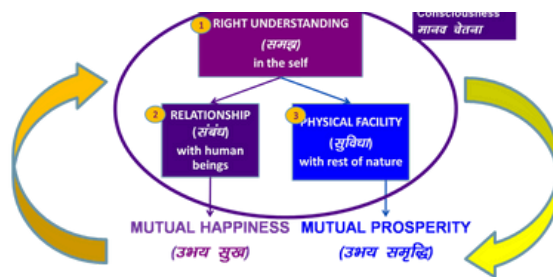 Consciousness
मानव चेतना
1
RIGHT UNDERSTANDING
(समझ)
in the self
2
RELATIONSHIP
(संबंध)
with human
beings
3
PHYSICAL FACILITY
(सुविधा)
with rest of nature
MUTUAL HAPPINESS
(उभय सुख)
MUTUAL PROSPERITY
(उभय समृद्धि)